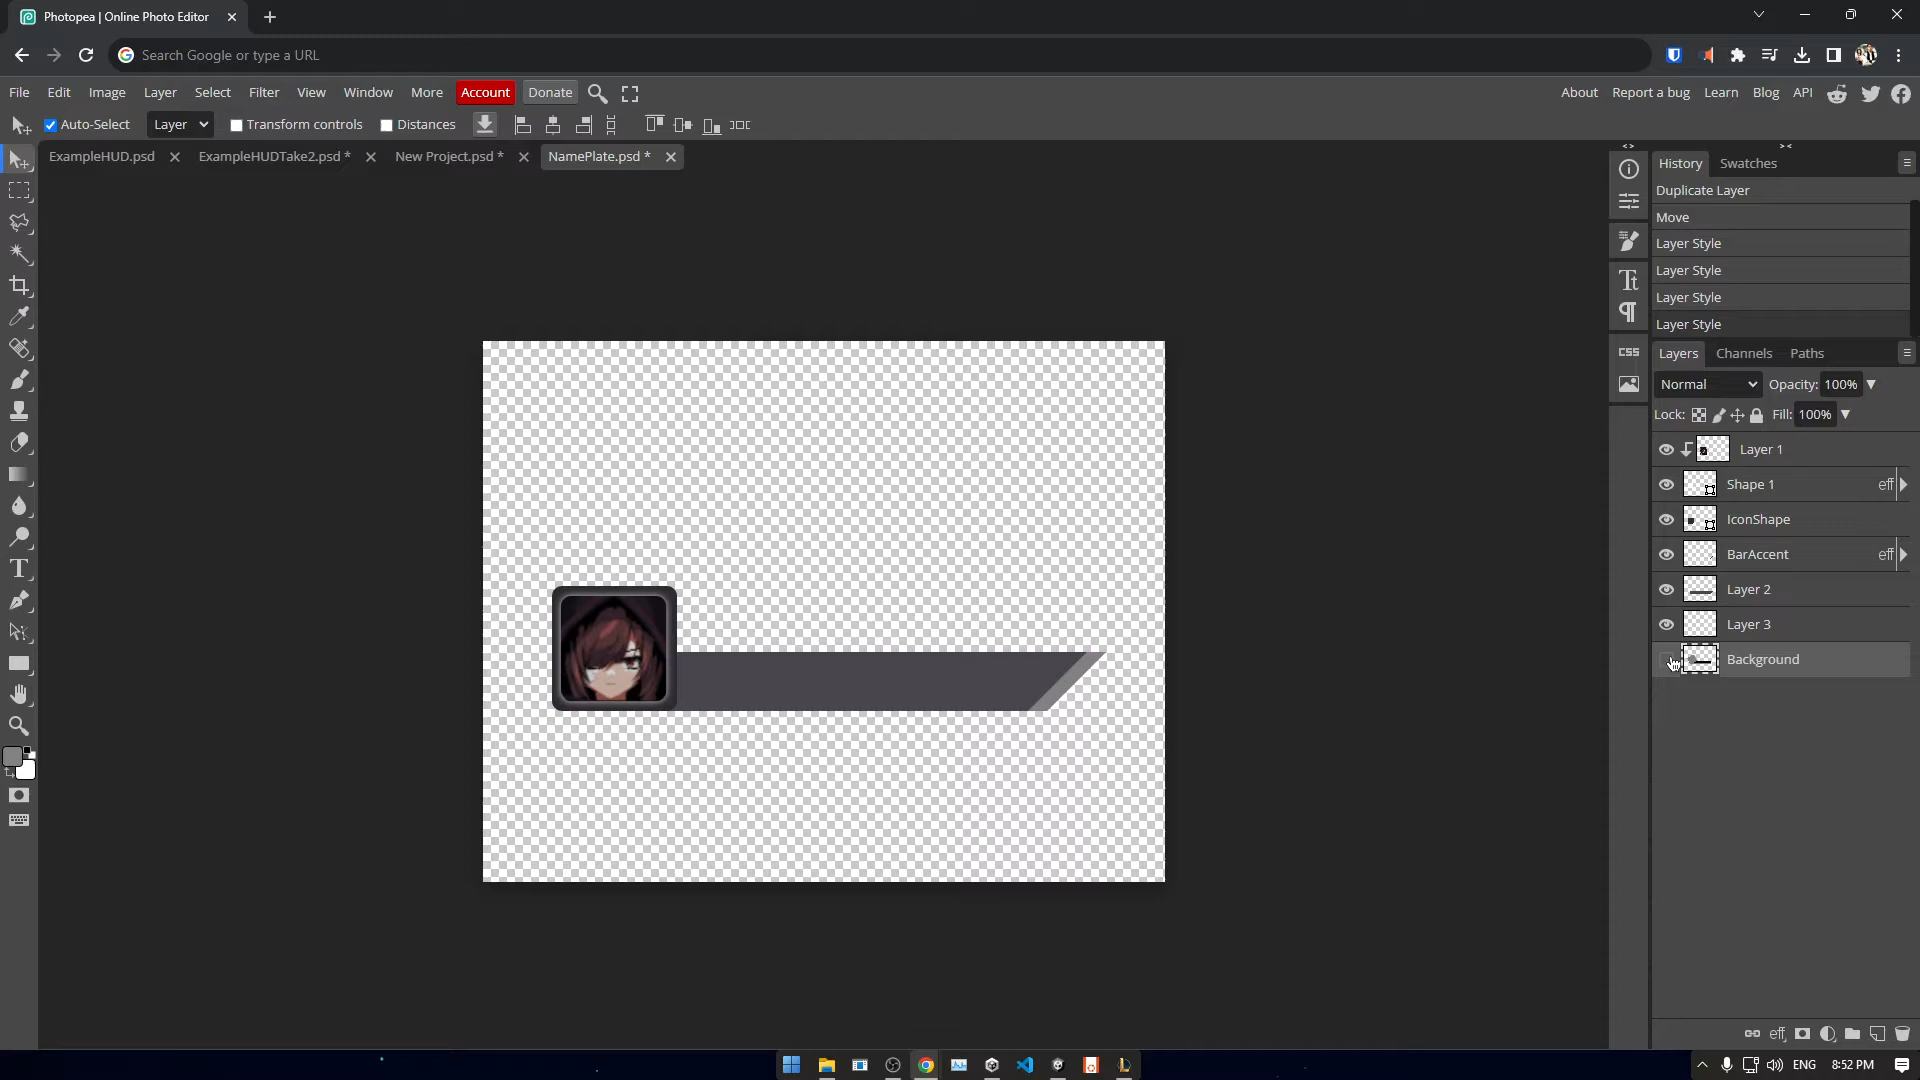 Photopea | Online Photo Editor
Search Google or type a URL
File Edit Image Layer Select Filter View Window More Account Donate About Report a bug Learn Blog API
Auto-Select Layer Transform controls Distances
ExampleHUD.psd ExampleHUDTake2.psd * New Project.psd * NamePlate.psd *
History Swatches
Duplicate Layer
Move
Layer Style
Layer Style
Layer Style
Layer Style
Layers Channels Paths
Normal Opacity: 100%
Lock: Fill: 100%
Layer 1
Shape 1 eff
IconShape
BarAccent eff
Layer 2
Layer 3
Background
CSS
eff
ENG 8:52 PM